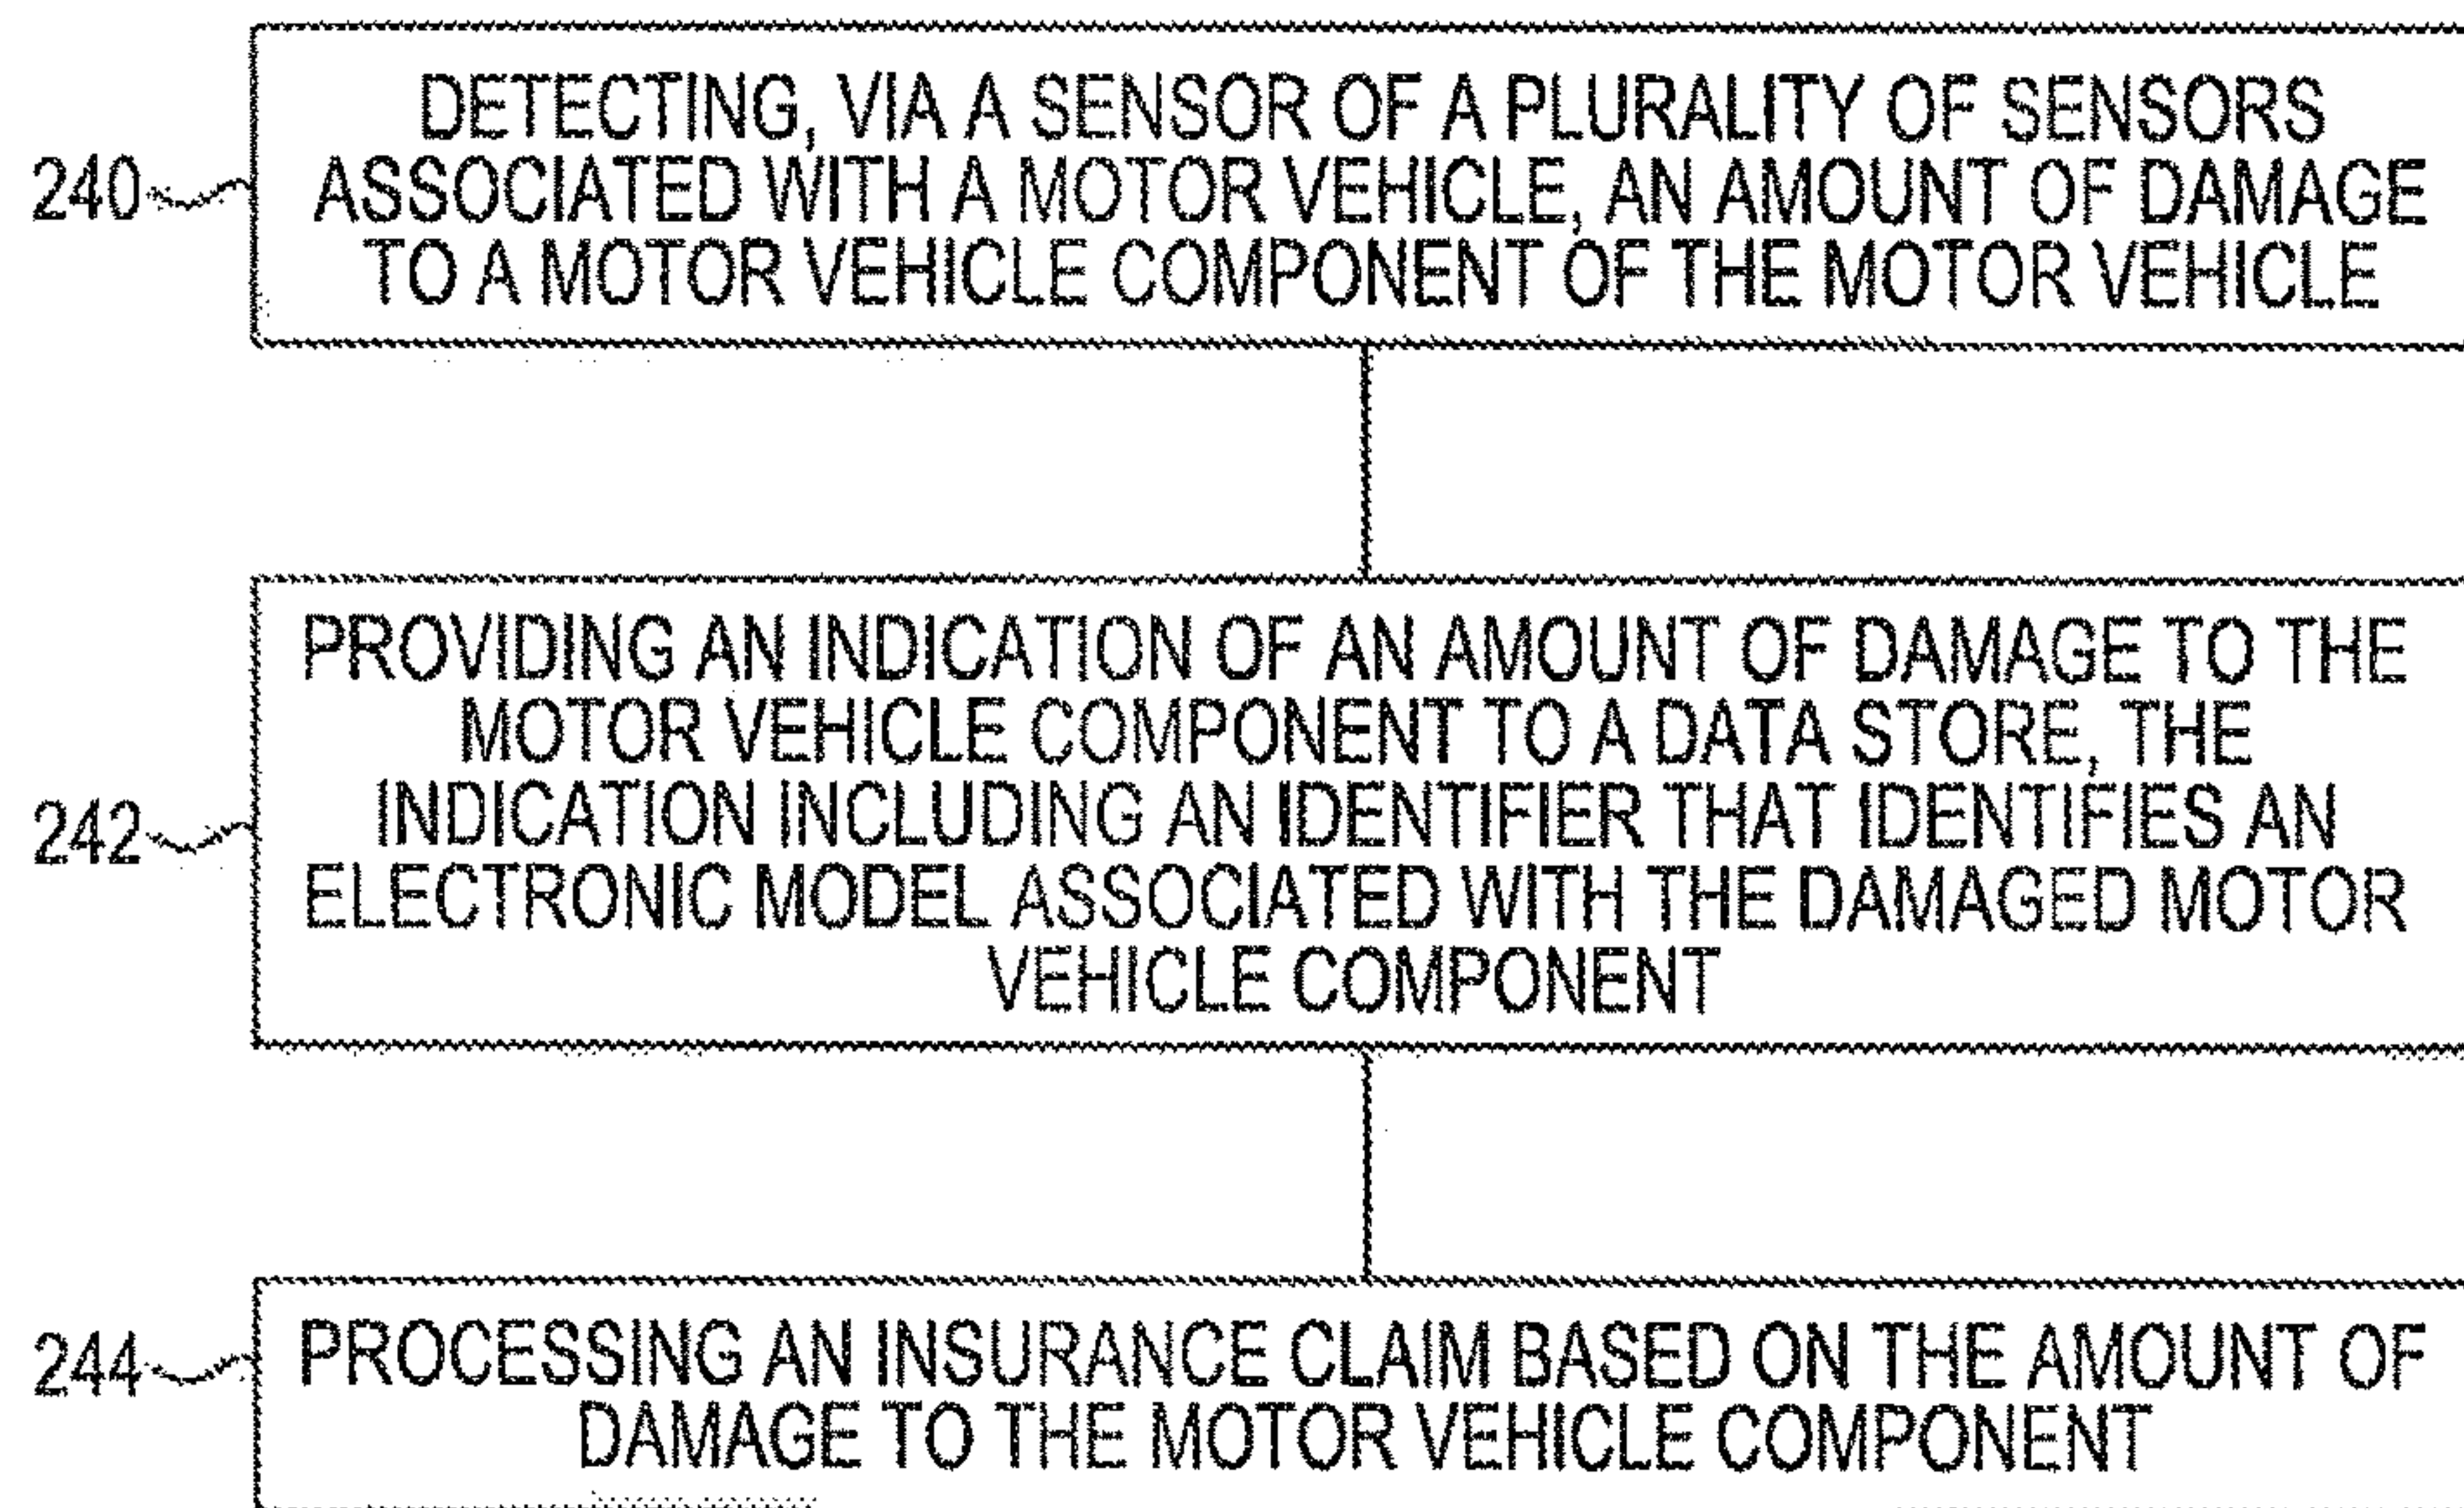 240
DETECTING, VIA A SENSOR OF A PLURALITY OF SENSORS
ASSOCIATED WITH A MOTOR VEHICLE, AN AMOUNT OF DAMAGE
TO A MOTOR VEHICLE COMPONENT OF THE MOTOR VEHICLE
242
PROVIDING AN INDICATION OF AN AMOUNT OF DAMAGE TO THE
MOTOR VEHICLE COMPONENT TO A DATA STORE, THE
INDICATION INCLUDING AN IDENTIFIER THAT IDENTIFIES AN
ELECTRONIC MODEL ASSOCIATED WITH THE DAMAGED MOTOR
VEHICLE COMPONENT
244
PROCESSING AN INSURANCE CLAIM BASED ON THE AMOUNT OF
DAMAGE TO THE MOTOR VEHICLE COMPONENT